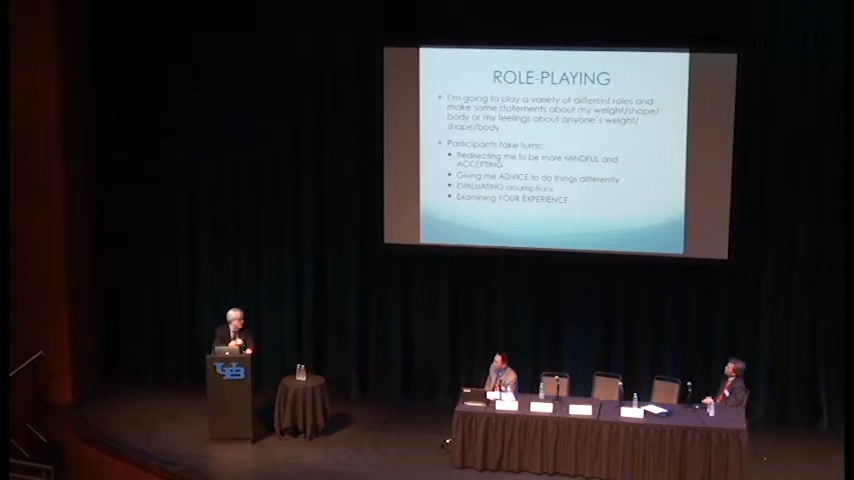 ROLE-PLAYING
• I'm going to play a variety of different roles and
make some statements about my weight/shape/
body or my feelings about anyone's weight/
shape/body
• Participants take turns:
• Redirecting me to be more MINDFUL and
ACCEPTING
• Giving me ADVICE to do things differently
• EVALUATING assumptions
• Examining YOUR EXPERIENCE
UB